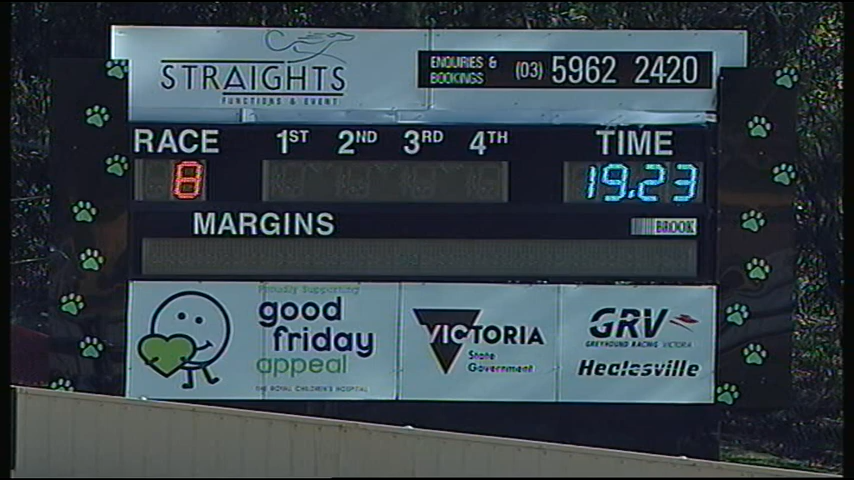 STRAIGHTS
FUNCTIONS & EVENT
ENQUIRIES &
BOOKINGS
(03) 5962 2420
RACE 1ST 2ND 3RD 4TH TIME
8 19.23
MARGINS
BROOK
Proudly Supporting
good
friday
appeal
THE ROYAL CHILDREN'S HOSPITAL
VICTORIA
State
Government
GRV
GREYHOUND RACING VICTORIA
Healesville